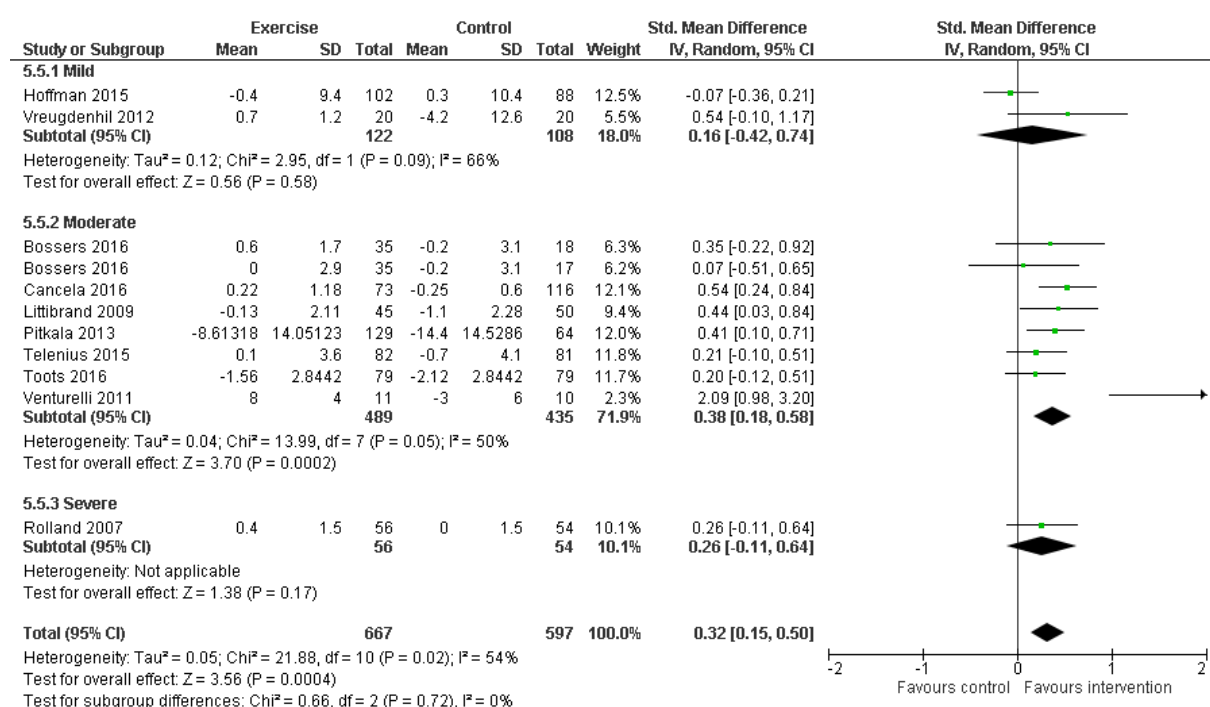 Exercise Control Std. Mean Difference Std. Mean Difference
Study or Subgroup Mean SD Total Mean SD Total Weight IV, Random, 95% CI IV, Random, 95% CI
5.5.1 Mild
Hoffman 2015 -0.4 9.4 102 0.3 10.4 88 12.5% -0.07 [-0.36, 0.21]
Vreugdenhil 2012 0.7 1.2 20 -4.2 12.6 20 5.5% 0.54 [-0.10, 1.17]
Subtotal (95% CI) 122 108 18.0% 0.16 [-0.42, 0.74]
Heterogeneity: Tau² = 0.12; Chi² = 2.95, df = 1 (P = 0.09); I² = 66%
Test for overall effect: Z = 0.56 (P = 0.58)
5.5.2 Moderate
Bossers 2016 0.6 1.7 35 -0.2 3.1 18 6.3% 0.35 [-0.22, 0.92]
Bossers 2016 0 2.9 35 -0.2 3.1 17 6.2% 0.07 [-0.51, 0.65]
Cancela 2016 0.22 1.18 73 -0.25 0.6 116 12.1% 0.54 [0.24, 0.84]
Littibrand 2009 -0.13 2.11 45 -1.1 2.28 50 9.4% 0.44 [0.03, 0.84]
Pitkala 2013 -8.61318 14.05123 129 -14.4 14.5286 64 12.0% 0.41 [0.10, 0.71]
Telenius 2015 0.1 3.6 82 -0.7 4.1 81 11.8% 0.21 [-0.10, 0.51]
Toots 2016 -1.56 2.8442 79 -2.12 2.8442 79 11.7% 0.20 [-0.12, 0.51]
Venturelli 2011 8 4 11 -3 6 10 2.3% 2.09 [0.98, 3.20]
Subtotal (95% CI) 489 435 71.9% 0.38 [0.18, 0.58]
Heterogeneity: Tau² = 0.04; Chi² = 13.99, df = 7 (P = 0.05); I² = 50%
Test for overall effect: Z = 3.70 (P = 0.0002)
5.5.3 Severe
Rolland 2007 0.4 1.5 56 0 1.5 54 10.1% 0.26 [-0.11, 0.64]
Subtotal (95% CI) 56 54 10.1% 0.26 [-0.11, 0.64]
Heterogeneity: Not applicable
Test for overall effect: Z = 1.38 (P = 0.17)
Total (95% CI) 667 597 100.0% 0.32 [0.15, 0.50]
Heterogeneity: Tau² = 0.05; Chi² = 21.88, df = 10 (P = 0.02); I² = 54%
Test for overall effect: Z = 3.56 (P = 0.0004)
Test for subgroup differences: Chi² = 0.66, df = 2 (P = 0.72), I² = 0%
-2 -1 0 1 2
Favours control Favours intervention